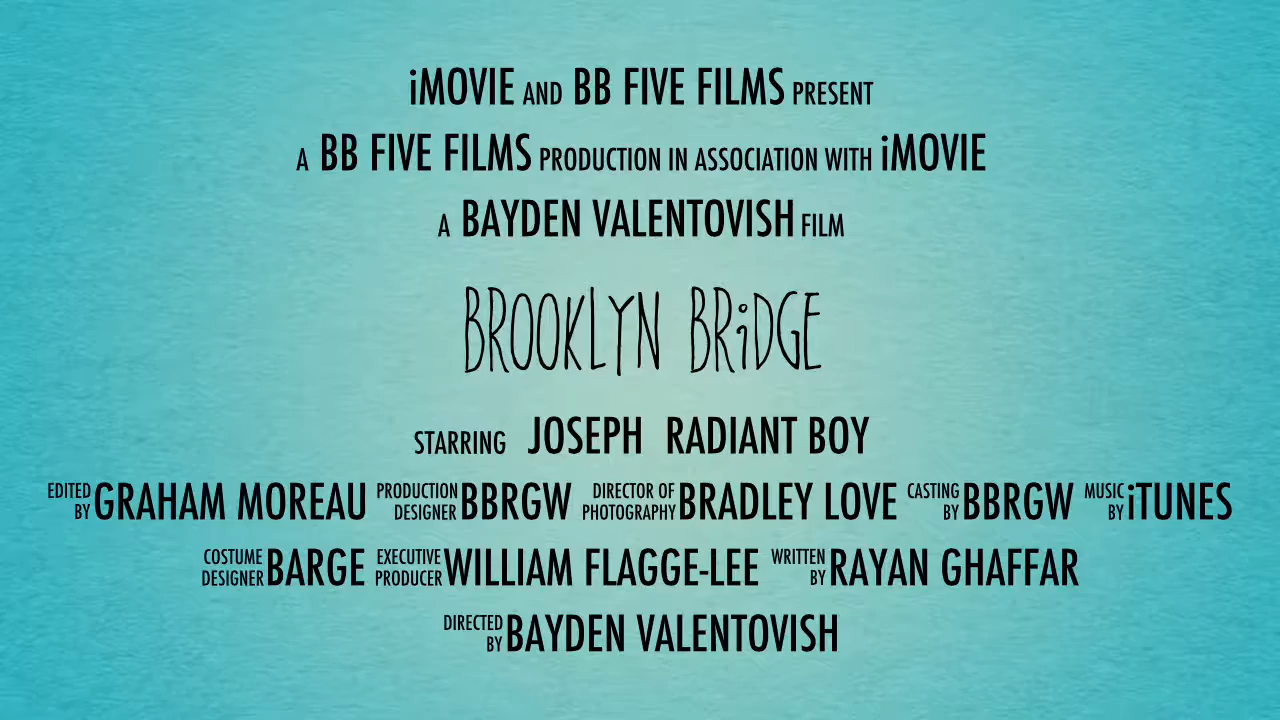 iMOVIE AND BB FIVE FILMS PRESENT
A BB FIVE FILMS PRODUCTION IN ASSOCIATION WITH iMOVIE
A BAYDEN VALENTOVISH FILM
BROOKLYN BRiDGE
STARRING JOSEPH RADIANT BOY
EDITED BY GRAHAM MOREAU PRODUCTION DESIGNER BBRGW DIRECTOR OF PHOTOGRAPHY BRADLEY LOVE CASTING BY BBRGW MUSIC BY iTUNES
COSTUME DESIGNER BARGE EXECUTIVE PRODUCER WILLIAM FLAGGE-LEE WRITTEN BY RAYAN GHAFFAR
DIRECTED BY BAYDEN VALENTOVISH